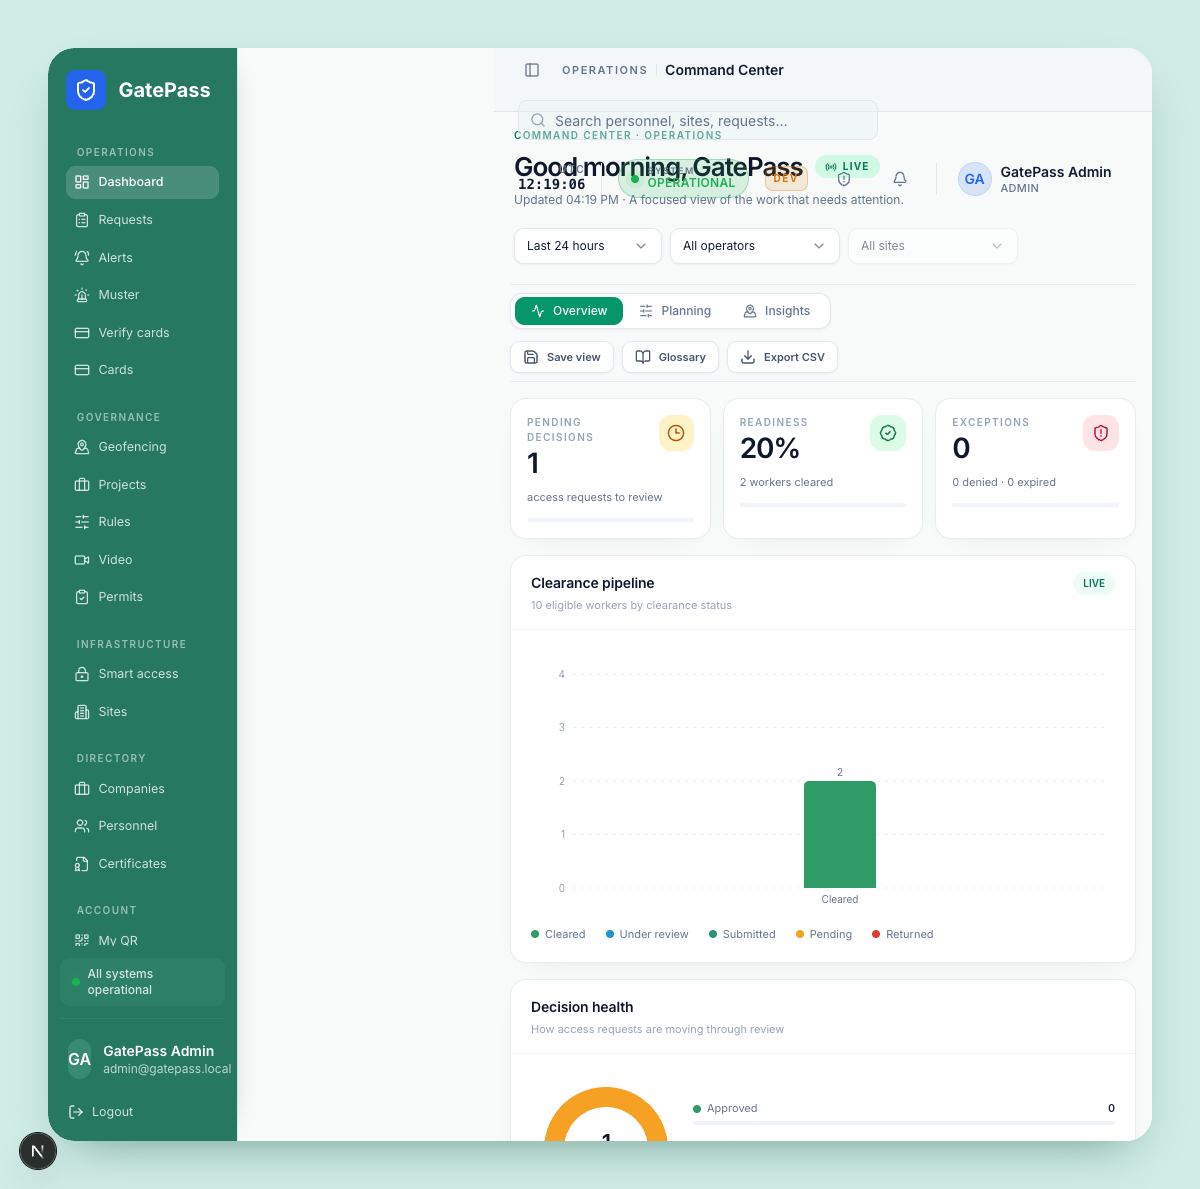 GatePass
OPERATIONS
Dashboard
Requests
Alerts
Muster
Verify cards
Cards
GOVERNANCE
Geofencing
Projects
Rules
Video
Permits
INFRASTRUCTURE
Smart access
Sites
DIRECTORY
Companies
Personnel
Certificates
ACCOUNT
My QR
All systems
operational
GA
GatePass Admin
admin@gatepass.local
Logout
N
OPERATIONS
Command Center
Search personnel, sites, requests...
COMMAND CENTER · OPERATIONS
Good morning, GatePass
LIVE
UTC
12:19:06
SYSTEM
OPERATIONAL
DEV
GA
GatePass Admin
ADMIN
Updated 04:19 PM · A focused view of the work that needs attention.
Last 24 hours
All operators
All sites
Overview
Planning
Insights
Save view
Glossary
Export CSV
PENDING
DECISIONS
1
access requests to review
READINESS
20%
2 workers cleared
EXCEPTIONS
0
0 denied · 0 expired
Clearance pipeline
LIVE
10 eligible workers by clearance status
4
3
2
1
0
2
Cleared
Cleared
Under review
Submitted
Pending
Returned
Decision health
How access requests are moving through review
1
Approved
0